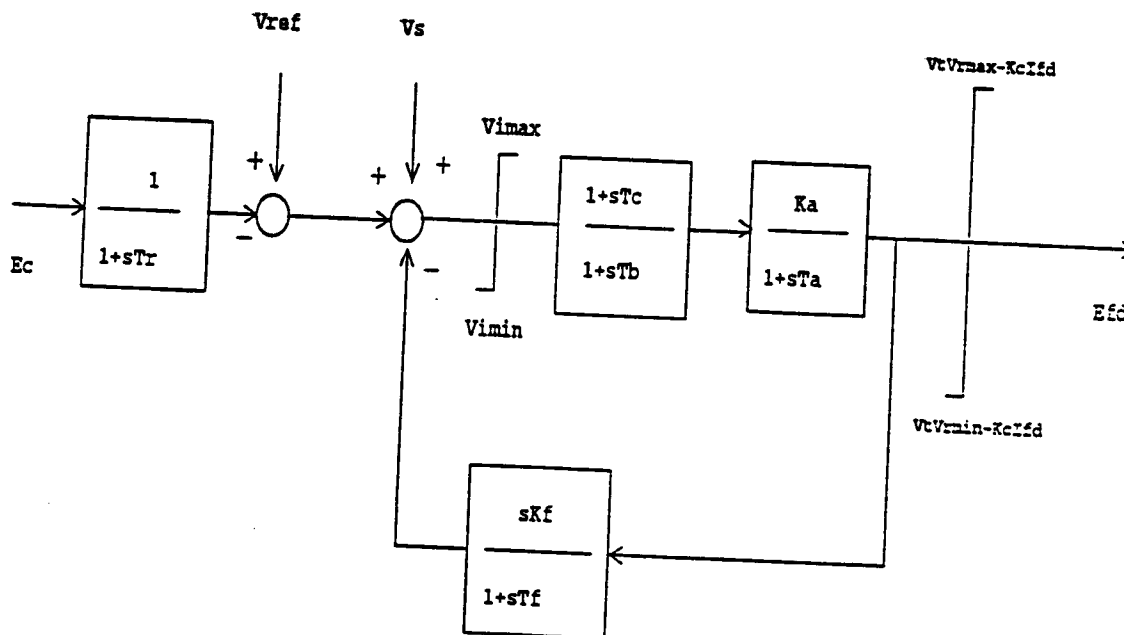 Vref
Vs
VtVrmax-KcIfd
Vimax
+
+
+
1
1+sTr
1+sTc
1+sTb
Ka
1+sTa
-
-
Ec
Vimin
Efd
VtVrmin-KcIfd
sKf
1+sTf